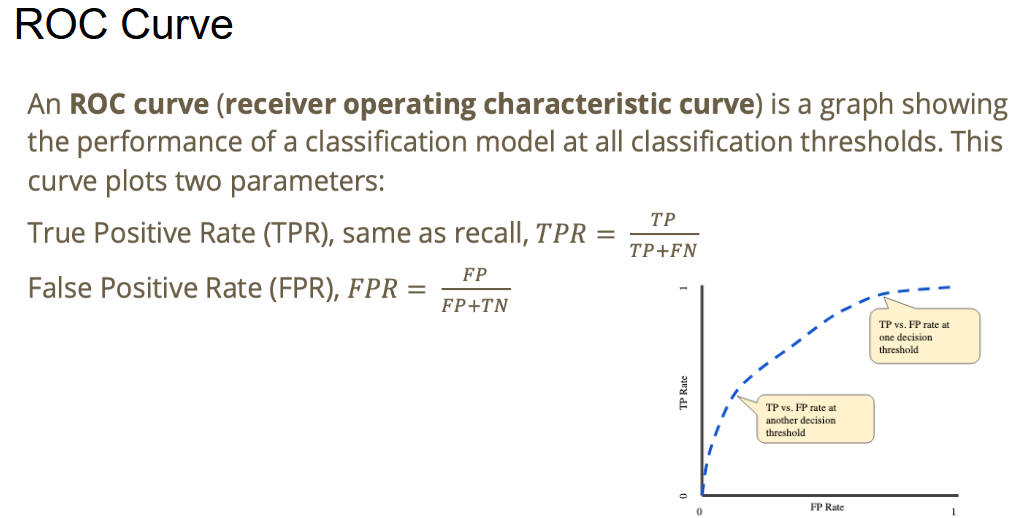 ROC Curve
An ROC curve (receiver operating characteristic curve) is a graph showing
the performance of a classification model at all classification thresholds. This
curve plots two parameters:
True Positive Rate (TPR), same as recall, TPR = TP / TP+FN
False Positive Rate (FPR), FPR = FP / FP+TN
1
TP vs. FP rate at
one decision
threshold
TP Rate
TP vs. FP rate at
another decision
threshold
0
0
FP Rate
1